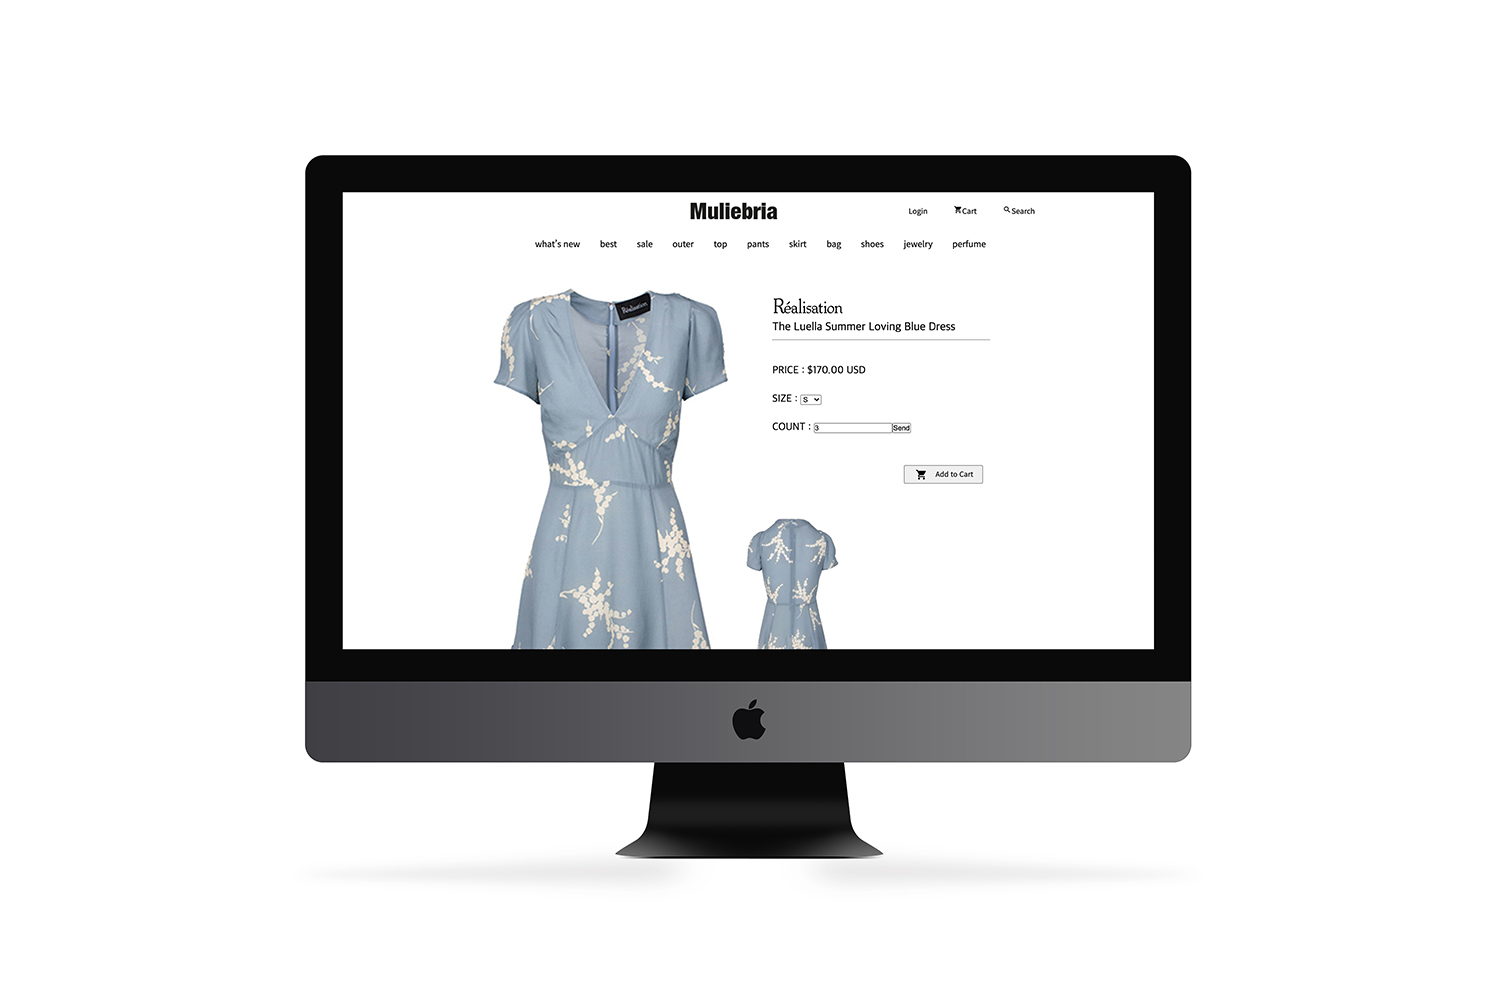 Muliebria
Login Cart Search
what's new best sale outer top pants skirt bag shoes jewelry perfume
Réalisation
Réalisation
The Luella Summer Loving Blue Dress
PRICE : $170.00 USD
SIZE : S
COUNT : 3 Send
Add to Cart